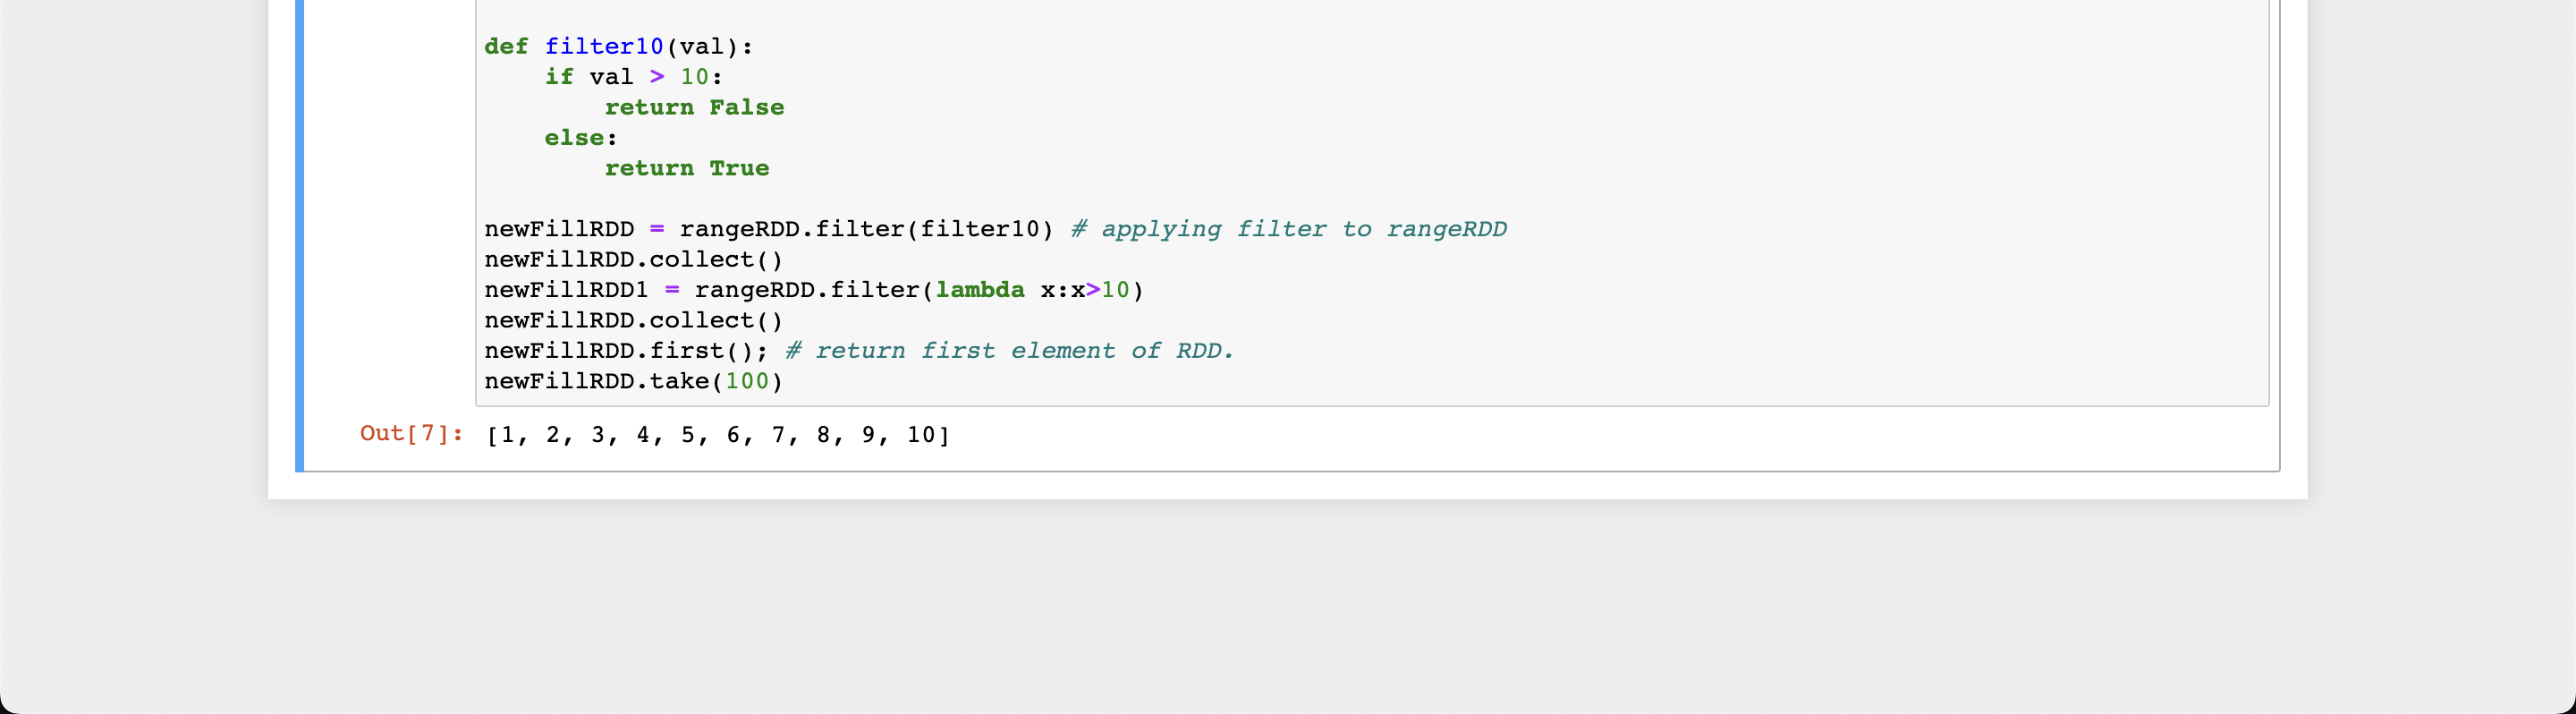 def filter10(val):
    if val > 10:
        return False
    else:
        return True

newFillRDD = rangeRDD.filter(filter10) # applying filter to rangeRDD
newFillRDD.collect()
newFillRDD1 = rangeRDD.filter(lambda x:x>10)
newFillRDD.collect()
newFillRDD.first(); # return first element of RDD.
newFillRDD.take(100)
Out[7]: [1, 2, 3, 4, 5, 6, 7, 8, 9, 10]